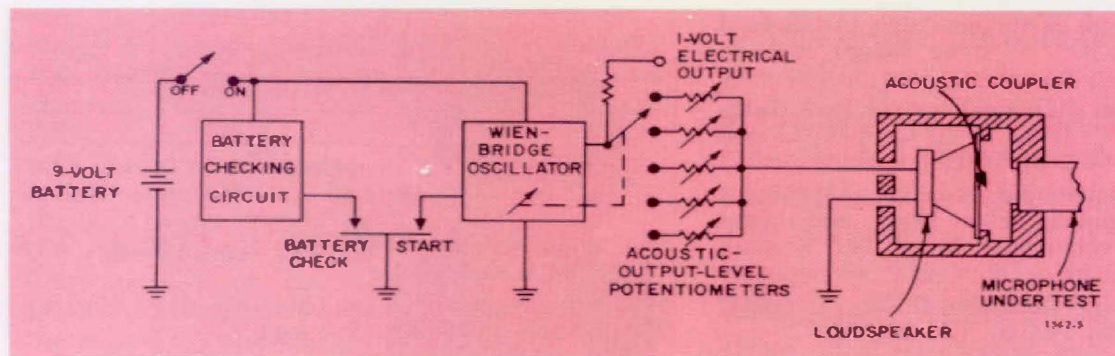 1-VOLT
ELECTRICAL
OUTPUT
ACOUSTIC COUPLER
OFF
ON
BATTERY
CHECKING
CIRCUIT
WIEN-
BRIDGE
OSCILLATOR
9-VOLT
BATTERY
BATTERY
CHECK
START
ACOUSTIC-
OUTPUT-LEVEL
POTENTIOMETERS
MICROPHONE
UNDER TEST
LOUDSPEAKER
1562-5